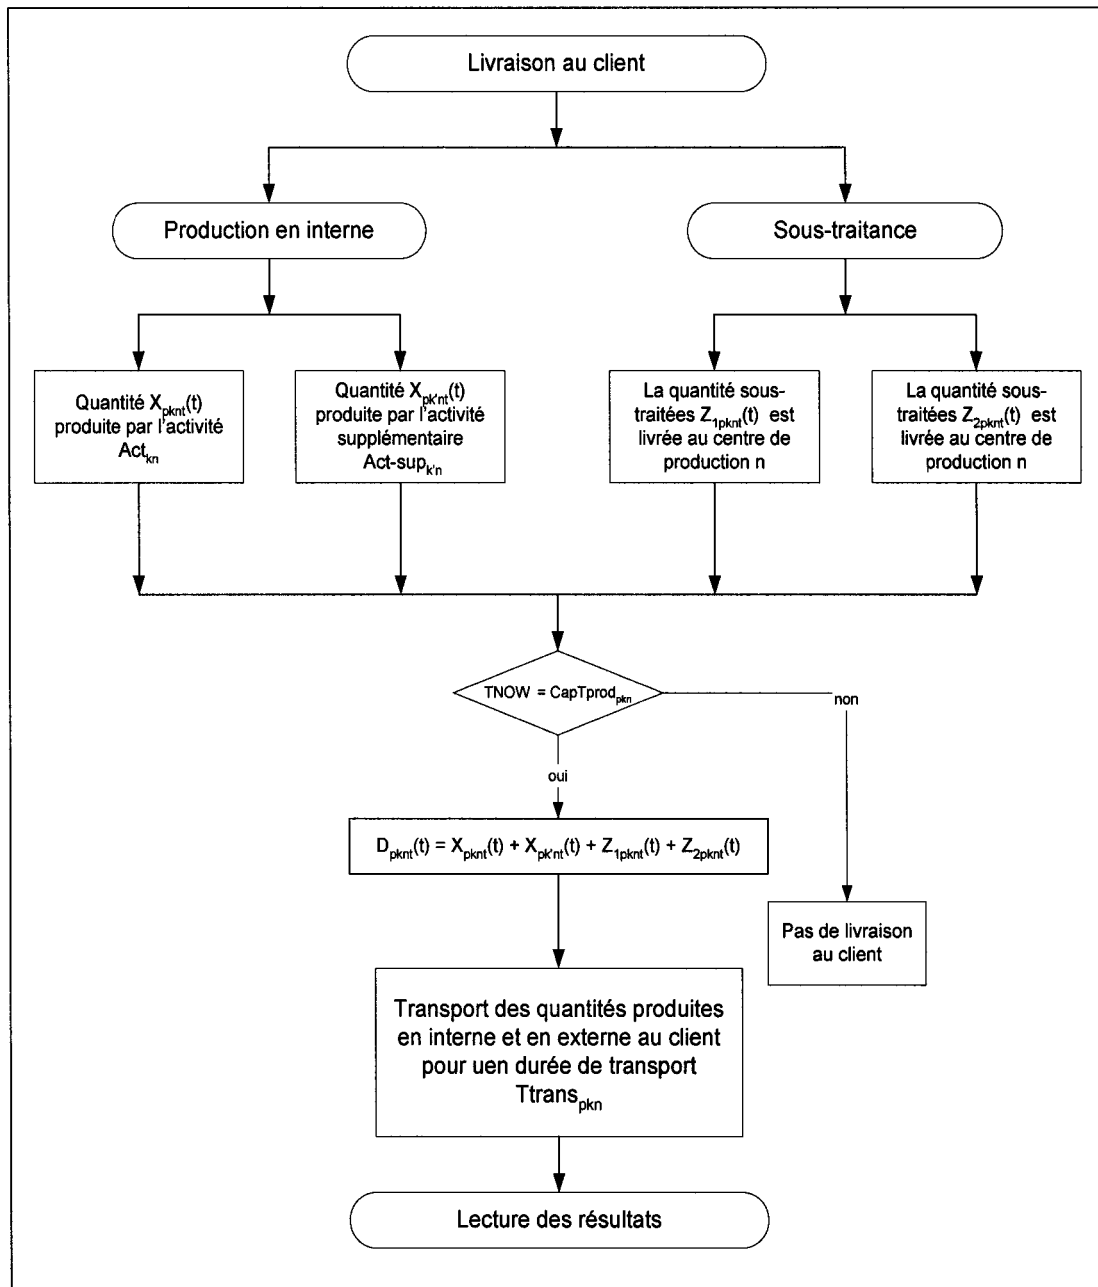 Livraison au client
Production en interne
Sous-traitance
Quantité X_pknt(t)
produite par l'activité
Act_kn
Quantité X_pk'nt(t)
produite par l'activité
supplémentaire
Act-sup_k'n
La quantité sous-
traitées Z_1pknt(t) est
livrée au centre de
production n
La quantité sous-
traitées Z_2pknt(t) est
livrée au centre de
production n
TNOW = CapTprod_pkn
non
oui
D_pknt(t) = X_pknt(t) + X_pk'nt(t) + Z_1pknt(t) + Z_2pknt(t)
Pas de livraison
au client
Transport des quantités produites
en interne et en externe au client
pour uen durée de transport
Ttrans_pkn
Lecture des résultats